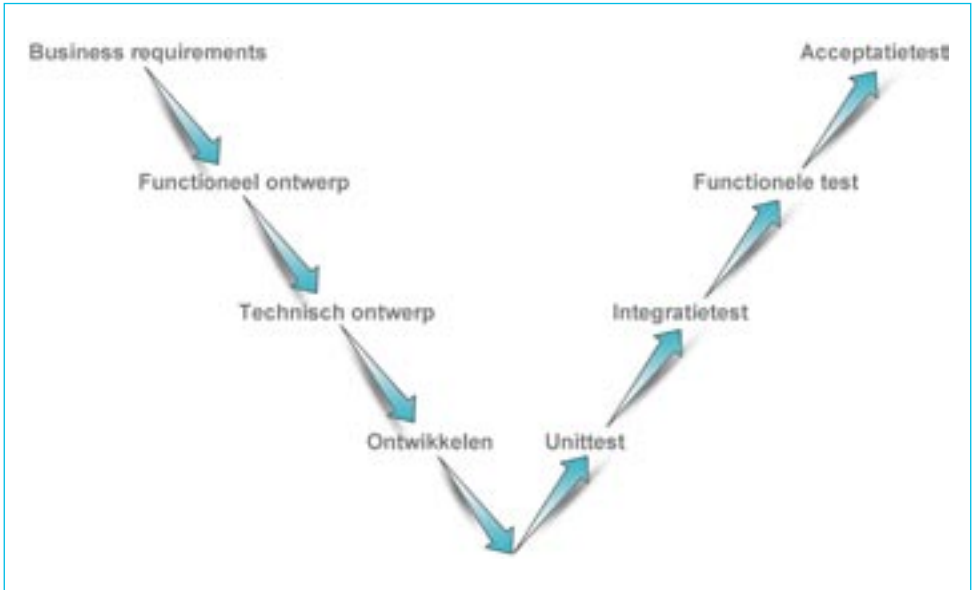 Business requirements
Acceptatietest
Functioneel ontwerp
Functionele test
Technisch ontwerp
Integratietest
Ontwikkelen
Unittest